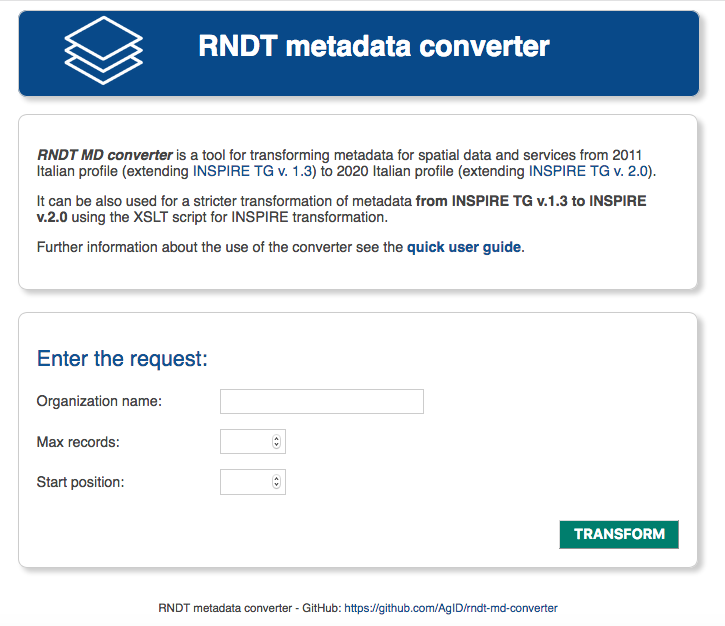 RNDT metadata converter
RNDT MD converter is a tool for transforming metadata for spatial data and services from 2011
Italian profile (extending INSPIRE TG v. 1.3) to 2020 Italian profile (extending INSPIRE TG v. 2.0).
It can be also used for a stricter transformation of metadata from INSPIRE TG v.1.3 to INSPIRE
v.2.0 using the XSLT script for INSPIRE transformation.
Further information about the use of the converter see the quick user guide.
Enter the request:
Organization name:
Max records:
Start position:
TRANSFORM
RNDT metadata converter - GitHub: https://github.com/AgID/rndt-md-converter